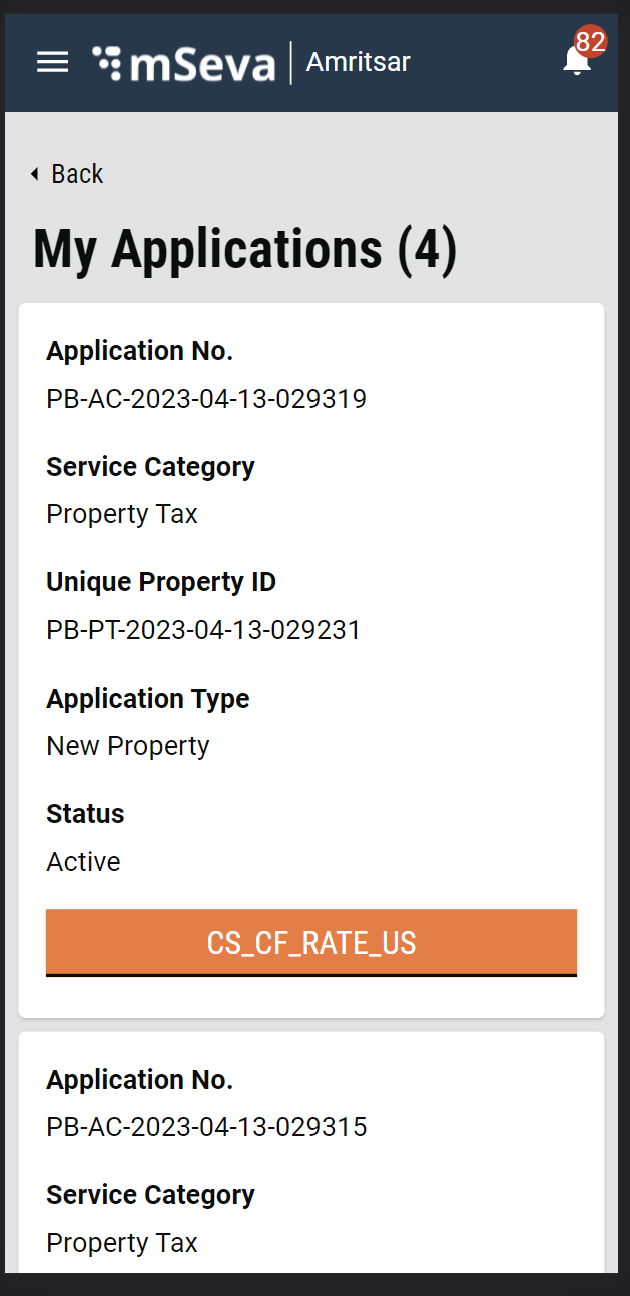 mSeva | Amritsar
82
Back
My Applications (4)
Application No.
PB-AC-2023-04-13-029319
Service Category
Property Tax
Unique Property ID
PB-PT-2023-04-13-029231
Application Type
New Property
Status
Active
CS_CF_RATE_US
Application No.
PB-AC-2023-04-13-029315
Service Category
Property Tax